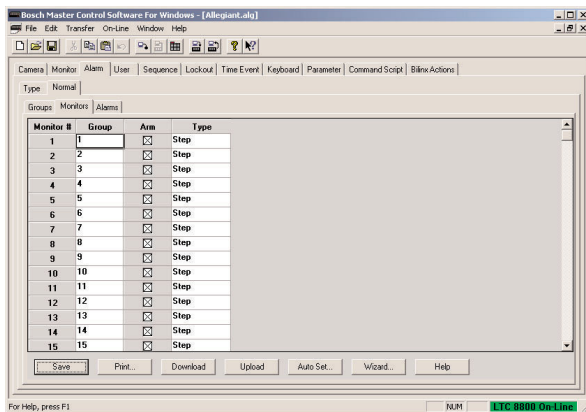 Bosch Master Control Software For Windows - [Allegiant.alg]
File Edit Transfer On-Line Window Help
Camera Monitor Alarm User Sequence Lockout Time Event Keyboard Parameter Command Script Bilinx Actions
Type Normal
Groups Monitors Alarms
Monitor # Group Arm Type
1 1 Step
2 2 Step
3 3 Step
4 4 Step
5 5 Step
6 6 Step
7 7 Step
8 8 Step
9 9 Step
10 10 Step
11 11 Step
12 12 Step
13 13 Step
14 14 Step
15 15 Step
Save Print... Download Upload Auto Set... Wizard... Help
For Help, press F1 NUM LTC 8800 On-Line